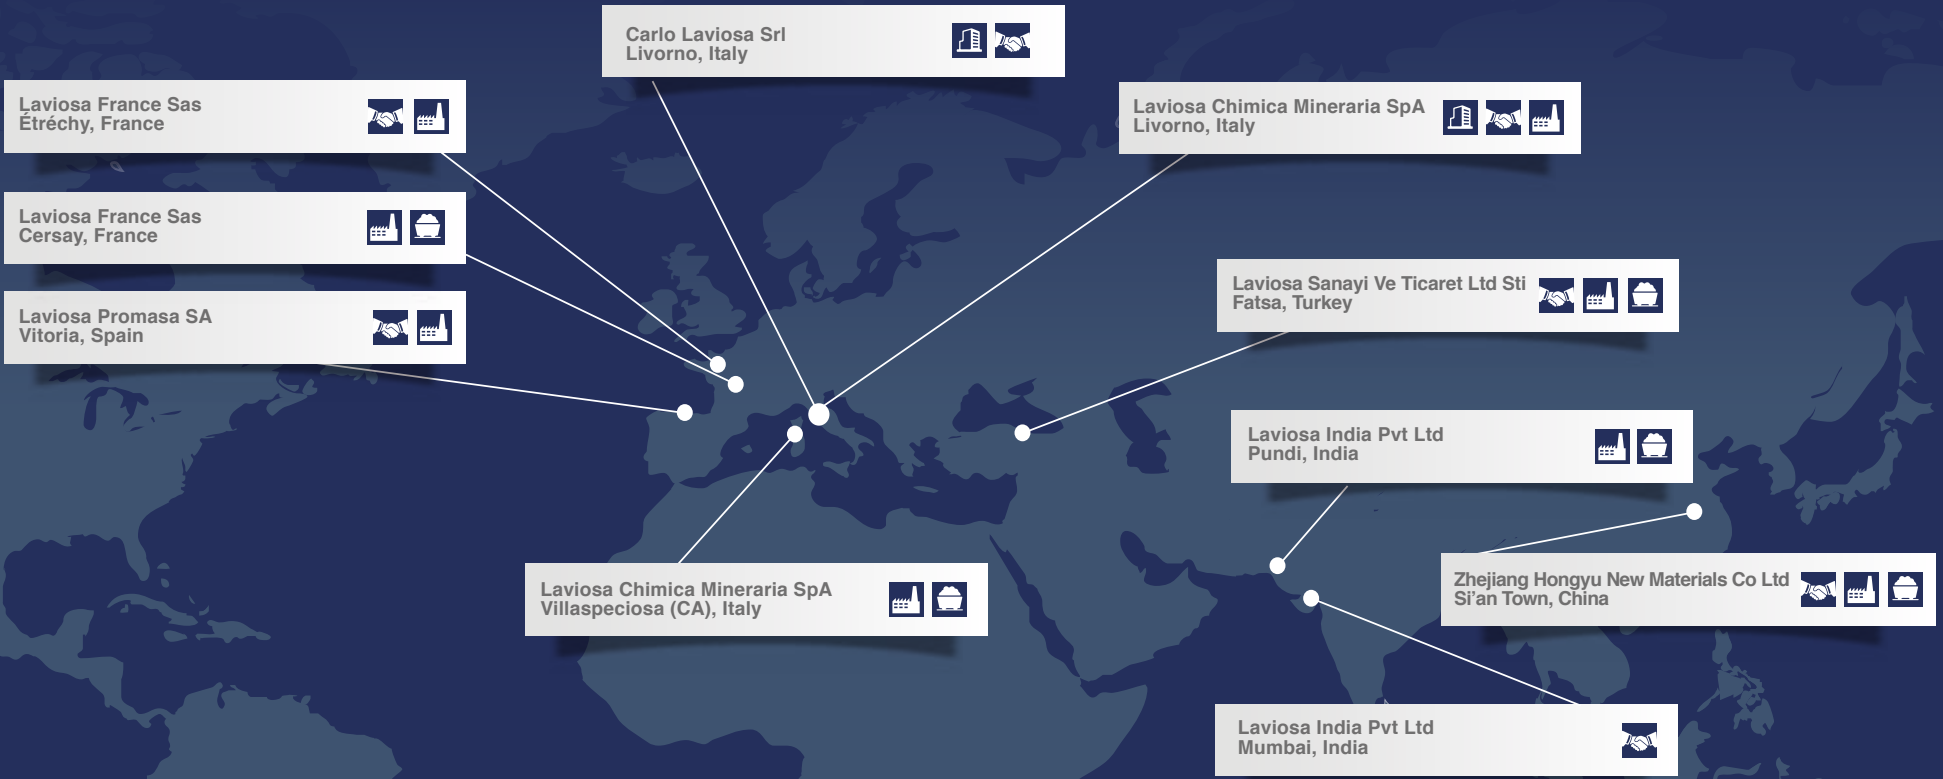 Carlo Laviosa Srl
Livorno, Italy
Laviosa France Sas
Étréchy, France
Laviosa Chimica Mineraria SpA
Livorno, Italy
Laviosa France Sas
Cersay, France
Laviosa Sanayi Ve Ticaret Ltd Sti
Fatsa, Turkey
Laviosa Promasa SA
Vitoria, Spain
Laviosa India Pvt Ltd
Pundi, India
Laviosa Chimica Mineraria SpA
Villaspeciosa (CA), Italy
Zhejiang Hongyu New Materials Co Ltd
Si’an Town, China
Laviosa India Pvt Ltd
Mumbai, India